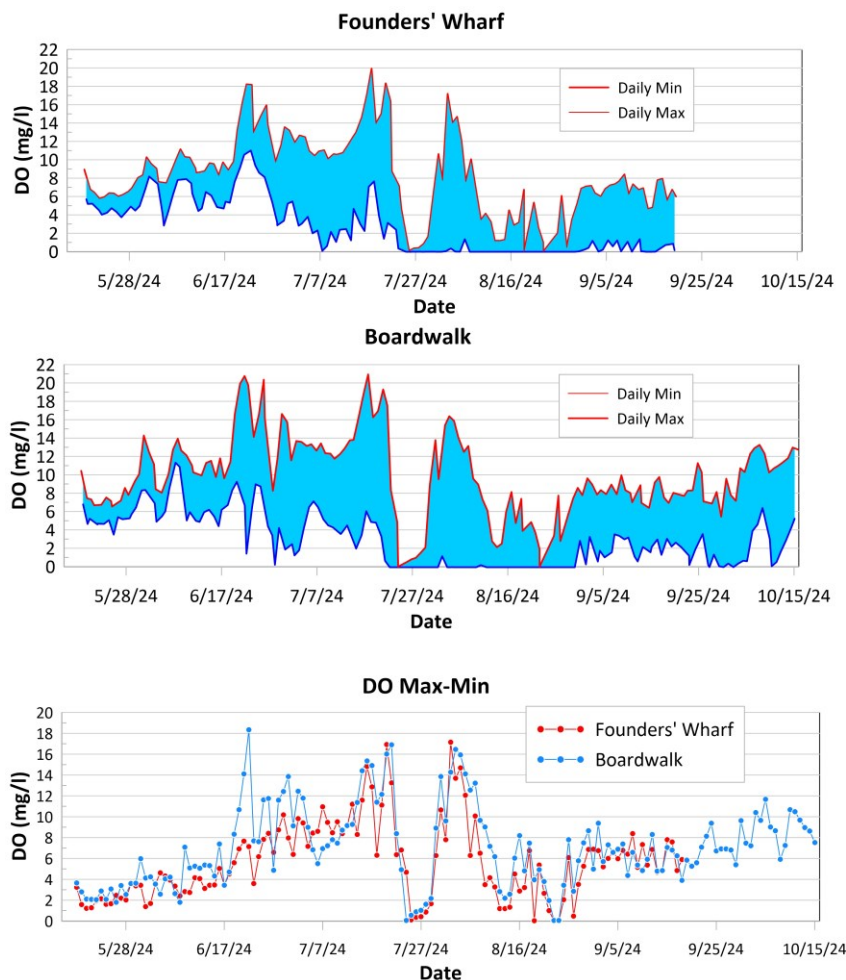 Founders' Wharf
22
20
18
16
14
12
10
8
6
4
2
0
DO (mg/l)
Daily Min
Daily Max
5/28/24 6/17/24 7/7/24 7/27/24 8/16/24 9/5/24 9/25/24 10/15/24
Date
Boardwalk
22
20
18
16
14
12
10
8
6
4
2
0
DO (mg/l)
Daily Min
Daily Max
5/28/24 6/17/24 7/7/24 7/27/24 8/16/24 9/5/24 9/25/24 10/15/24
Date
DO Max-Min
20
18
16
14
12
10
8
6
4
2
0
DO (mg/l)
Founders' Wharf
Boardwalk
5/28/24 6/17/24 7/7/24 7/27/24 8/16/24 9/5/24 9/25/24 10/15/24
Date